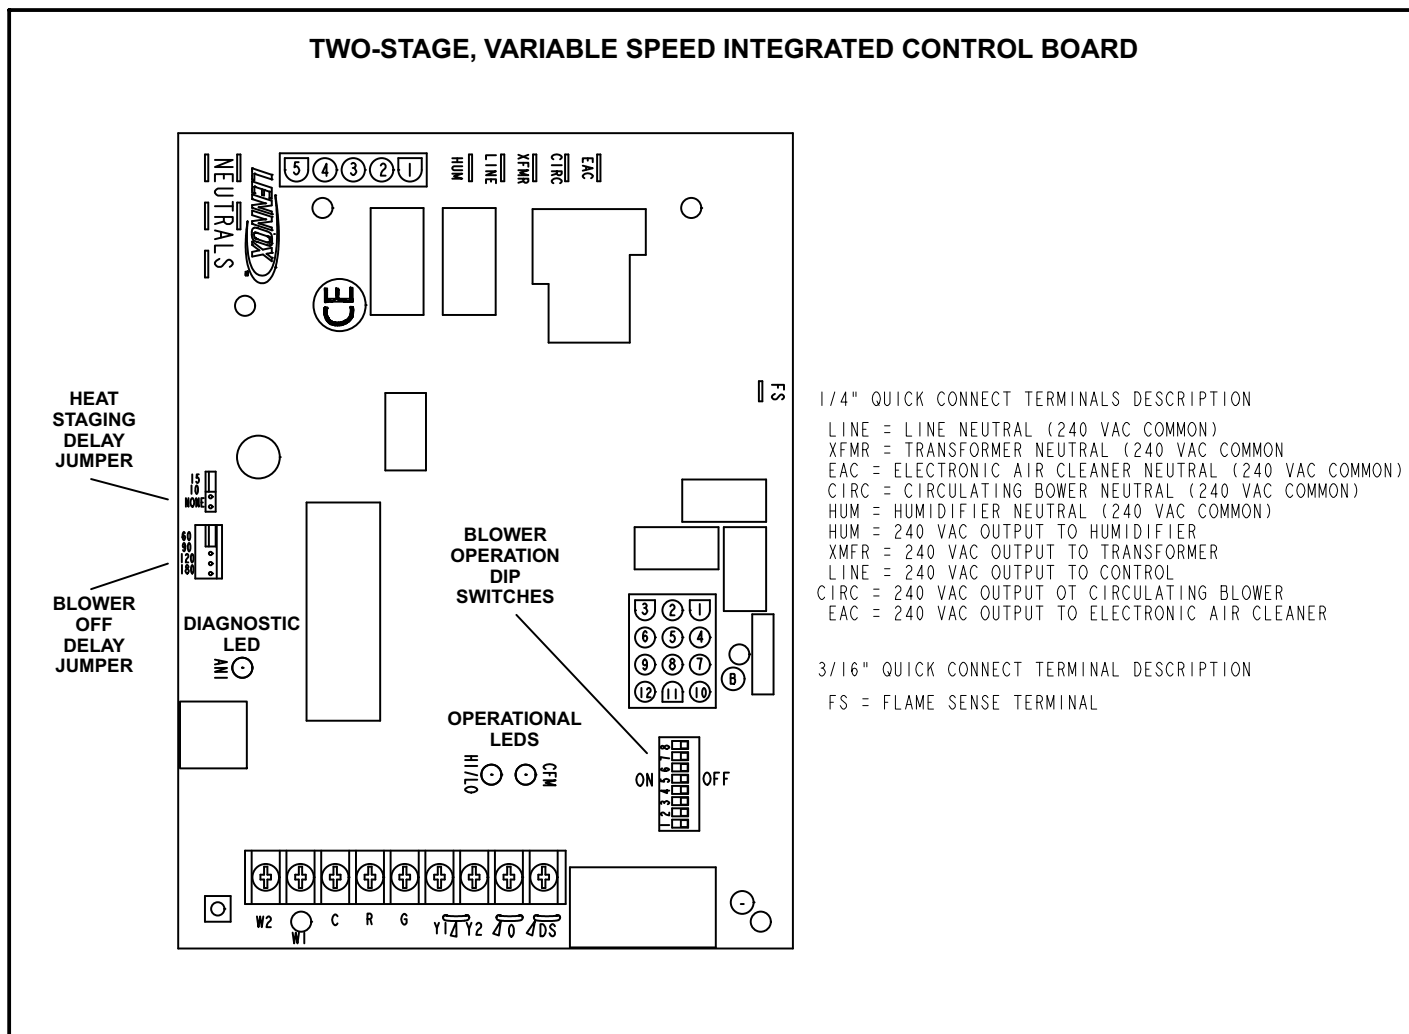 TWO-STAGE, VARIABLE SPEED INTEGRATED CONTROL BOARD
NEUTRALS
LENNOX
5 4 3 2 1
HUM
LINE
XFMR
CIRC
EAC
CE
FS
HEAT
STAGING
DELAY
JUMPER
15
10
NONE
60
90
120
180
BLOWER
OFF
DELAY
JUMPER
DIAGNOSTIC
LED
AN1
BLOWER
OPERATION
DIP
SWITCHES
3 2 1
6 5 4
9 8 7
12 11 10
B
OPERATIONAL
LEDS
HI/LO
CFM
ON
8
7
6
5
4
3
2
1
OFF
W2
W1
C
R
G
Y1
Y2
O
DS
1/4" QUICK CONNECT TERMINALS DESCRIPTION
LINE = LINE NEUTRAL (240 VAC COMMON)
XFMR = TRANSFORMER NEUTRAL (240 VAC COMMON
EAC = ELECTRONIC AIR CLEANER NEUTRAL (240 VAC COMMON)
CIRC = CIRCULATING BOWER NEUTRAL (240 VAC COMMON)
HUM = HUMIDIFIER NEUTRAL (240 VAC COMMON)
HUM = 240 VAC OUTPUT TO HUMIDIFIER
XMFR = 240 VAC OUTPUT TO TRANSFORMER
LINE = 240 VAC OUTPUT TO CONTROL
CIRC = 240 VAC OUTPUT OT CIRCULATING BLOWER
EAC = 240 VAC OUTPUT TO ELECTRONIC AIR CLEANER
3/16" QUICK CONNECT TERMINAL DESCRIPTION
FS = FLAME SENSE TERMINAL